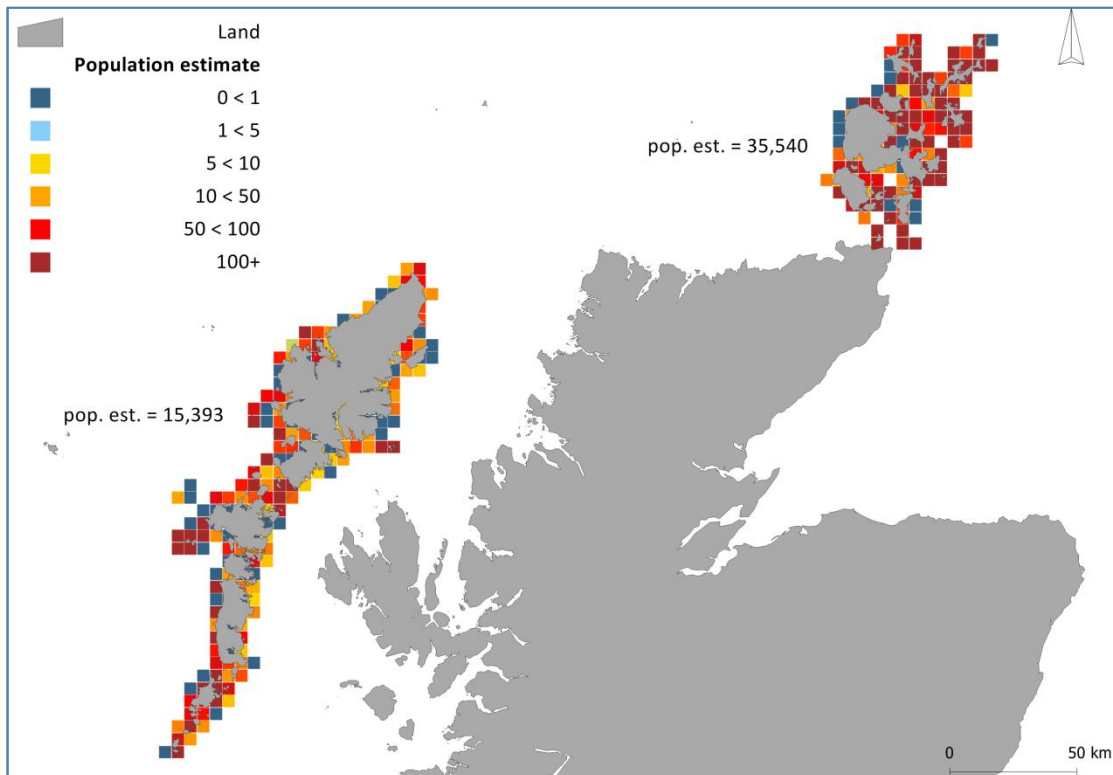 Land
Population estimate
0 < 1
1 < 5
5 < 10
10 < 50
50 < 100
100+
pop. est. = 35,540
pop. est. = 15,393
0 50 km